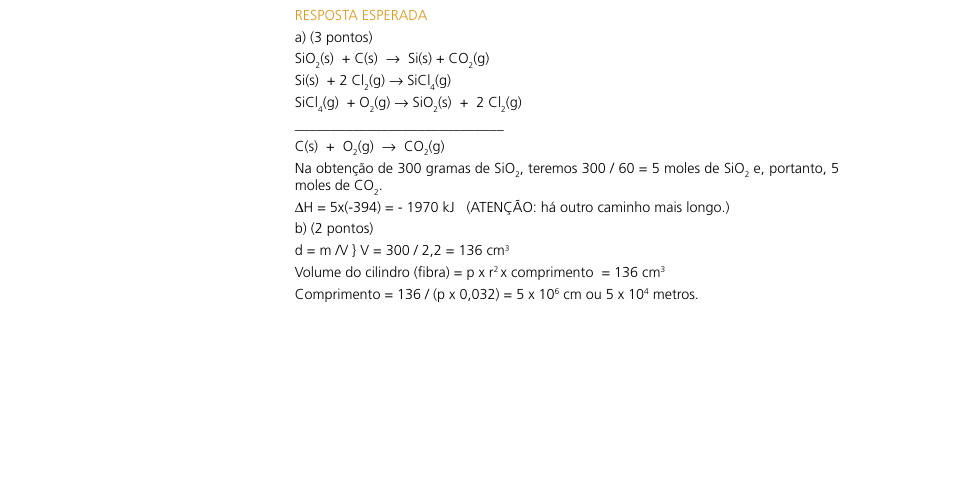 RESPOSTA ESPERADA
a) (3 pontos)
SiO₂(s) + C(s) → Si(s) + CO₂(g)
Si(s) + 2 Cl₂(g) → SiCl₄(g)
SiCl₄(g) + O₂(g) → SiO₂(s) + 2 Cl₂(g)
______________________________
C(s) + O₂(g) → CO₂(g)
Na obtenção de 300 gramas de SiO₂, teremos 300 / 60 = 5 moles de SiO₂ e, portanto, 5
moles de CO₂.
ΔH = 5x(-394) = - 1970 kJ (ATENÇÃO: há outro caminho mais longo.)
b) (2 pontos)
d = m /V } V = 300 / 2,2 = 136 cm³
Volume do cilindro (fibra) = p x r² x comprimento = 136 cm³
Comprimento = 136 / (p x 0,032) = 5 x 10⁶ cm ou 5 x 10⁴ metros.